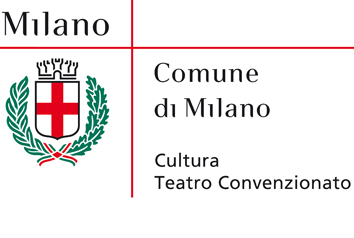 Milano
Comune
di Milano
Cultura
Teatro Convenzionato